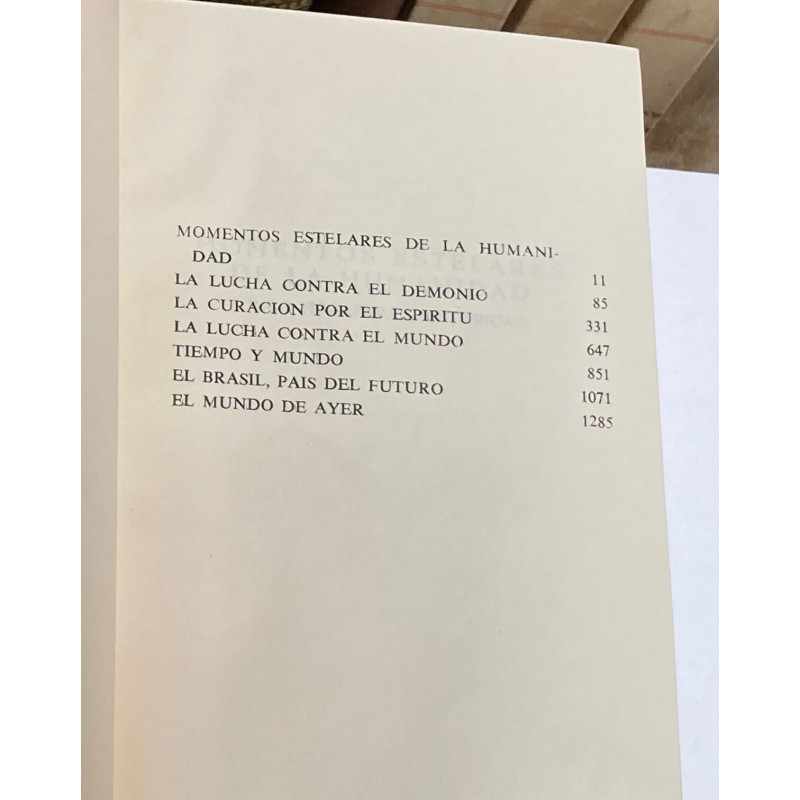 MOMENTOS ESTELARES DE LA HUMANI-
DAD 11
LA LUCHA CONTRA EL DEMONIO 85
LA CURACION POR EL ESPIRITU 331
LA LUCHA CONTRA EL MUNDO 647
TIEMPO Y MUNDO 851
EL BRASIL, PAIS DEL FUTURO 1071
EL MUNDO DE AYER 1285